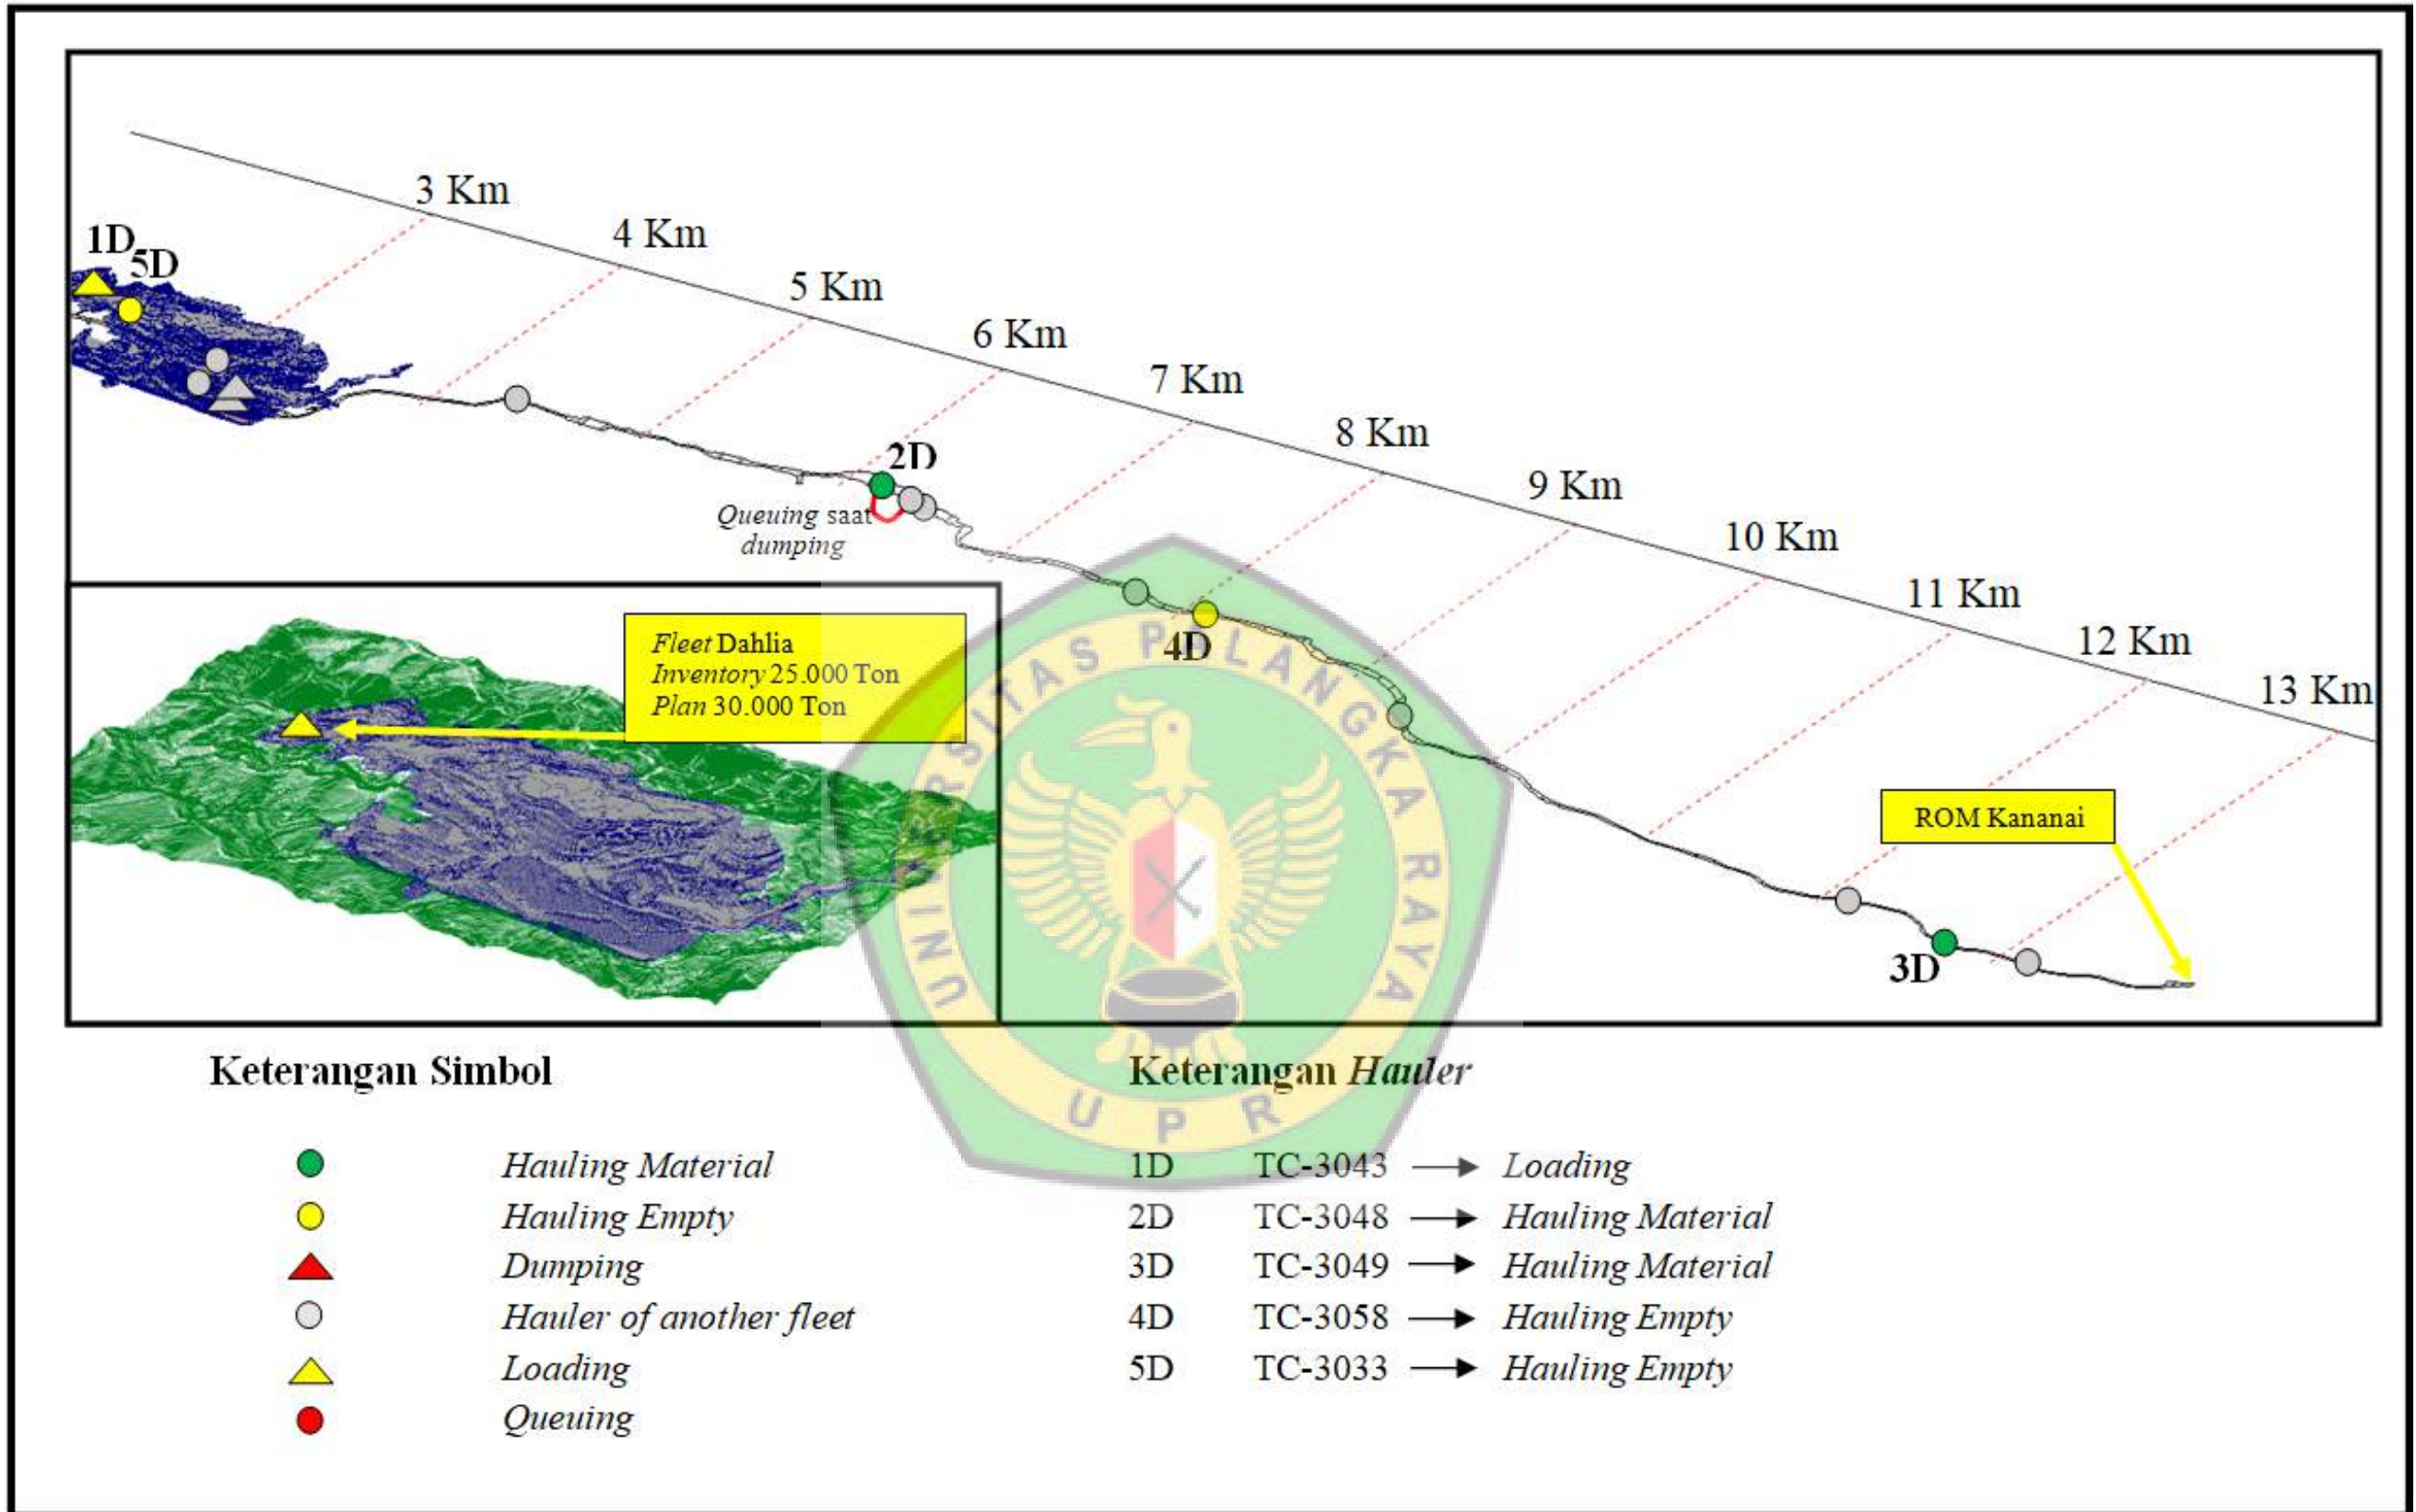 3 Km
4 Km
5 Km
6 Km
7 Km
8 Km
9 Km
10 Km
11 Km
12 Km
13 Km
1D
5D
2D
Queuing saat
dumping
4D
3D
ROM Kananai
Fleet Dahlia
Inventory 25.000 Ton
Plan 30.000 Ton
UNIVERSITAS PALANGKA RAYA
UPR
Keterangan Simbol
Hauling Material
Hauling Empty
Dumping
Hauler of another fleet
Loading
Queuing
Keterangan Hauler
1D TC-3043 → Loading
2D TC-3048 → Hauling Material
3D TC-3049 → Hauling Material
4D TC-3058 → Hauling Empty
5D TC-3033 → Hauling Empty